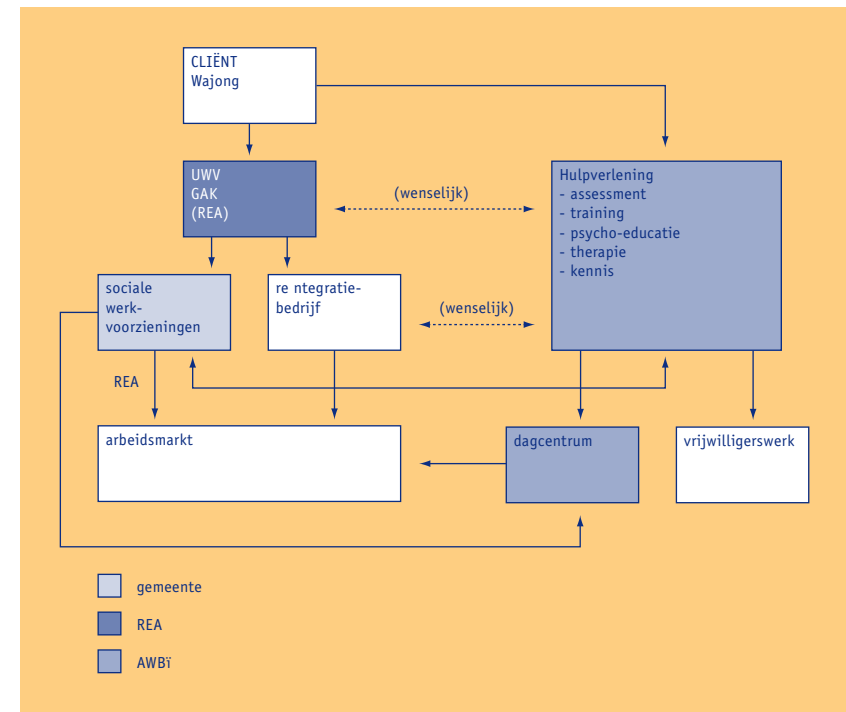 CLIËNT
Wajong
UWV
GAK
(REA)
(wenselijk)
Hulpverlening
- assessment
- training
- psycho-educatie
- therapie
- kennis
sociale
werk-
voorzieningen
re ntegratie-
bedrijf
(wenselijk)
REA
arbeidsmarkt
dagcentrum
vrijwilligerswerk
gemeente
REA
AWBï